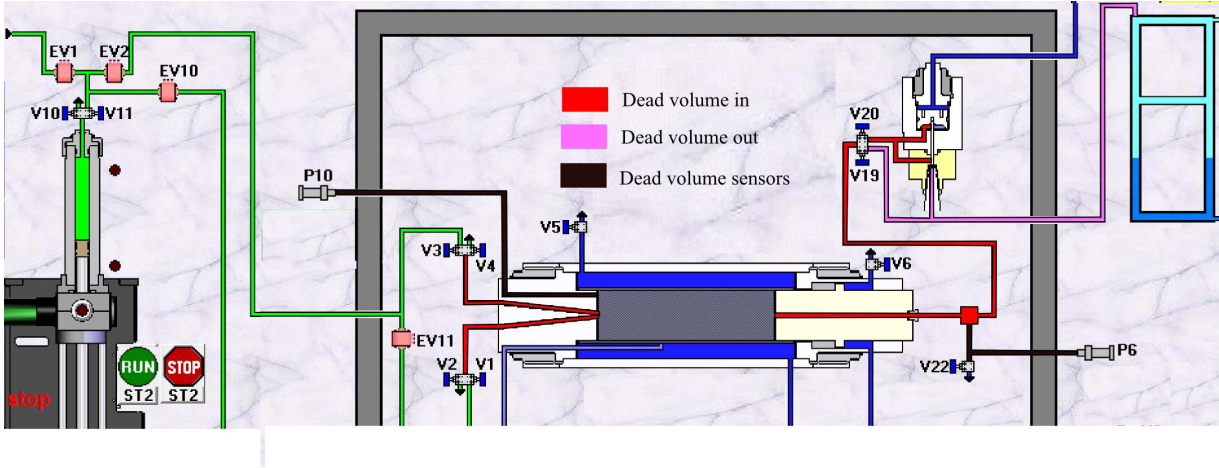 EV1
EV2
EV10
V10
V11
Dead volume in
Dead volume out
Dead volume sensors
V20
V19
P10
V5
V3
V4
V6
EV11
P6
V22
V2
V1
RUN
STOP
ST2
ST2
stop